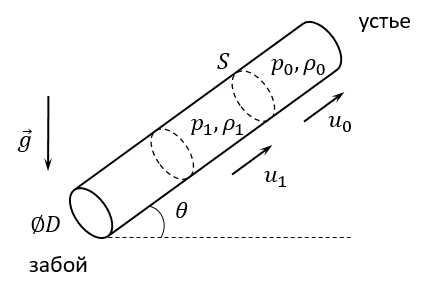 устье
S
p₀, ρ₀
p₁, ρ₁
u₀
g⃗
u₁
ØD
θ
забой